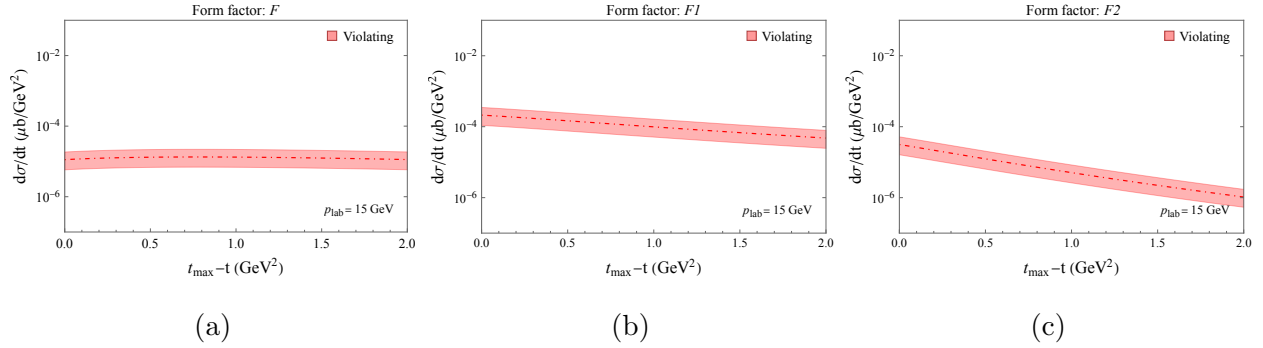 Form factor: F
Violating
10^-2
10^-4
10^-6
dσ/dt (μb/GeV^2)
p_lab = 15 GeV
0.0 0.5 1.0 1.5 2.0
t_max−t (GeV^2)
(a)
Form factor: F1
Violating
10^-2
10^-4
10^-6
dσ/dt (μb/GeV^2)
p_lab = 15 GeV
0.0 0.5 1.0 1.5 2.0
t_max−t (GeV^2)
(b)
Form factor: F2
Violating
10^-2
10^-4
10^-6
dσ/dt (μb/GeV^2)
p_lab = 15 GeV
0.0 0.5 1.0 1.5 2.0
t_max−t (GeV^2)
(c)